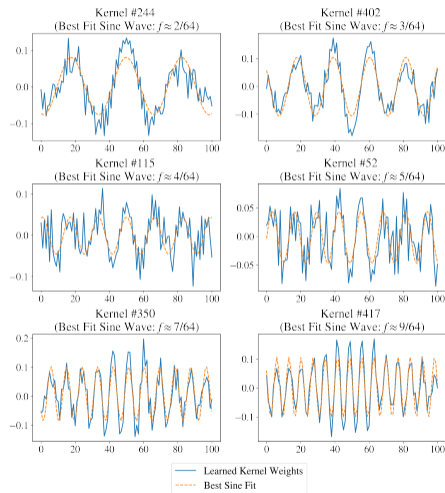 Kernel #244
(Best Fit Sine Wave: f ≈ 2/64)
0.1
0.0
−0.1
0 20 40 60 80 100
Kernel #402
(Best Fit Sine Wave: f ≈ 3/64)
0.1
0.0
−0.1
0 20 40 60 80 100
Kernel #115
(Best Fit Sine Wave: f ≈ 4/64)
0.1
0.0
−0.1
0 20 40 60 80 100
Kernel #52
(Best Fit Sine Wave: f ≈ 5/64)
0.05
0.00
−0.05
0 20 40 60 80 100
Kernel #350
(Best Fit Sine Wave: f ≈ 7/64)
0.2
0.1
0.0
−0.1
0 20 40 60 80 100
Kernel #417
(Best Fit Sine Wave: f ≈ 9/64)
0.1
0.0
−0.1
0 20 40 60 80 100
Learned Kernel Weights
Best Sine Fit